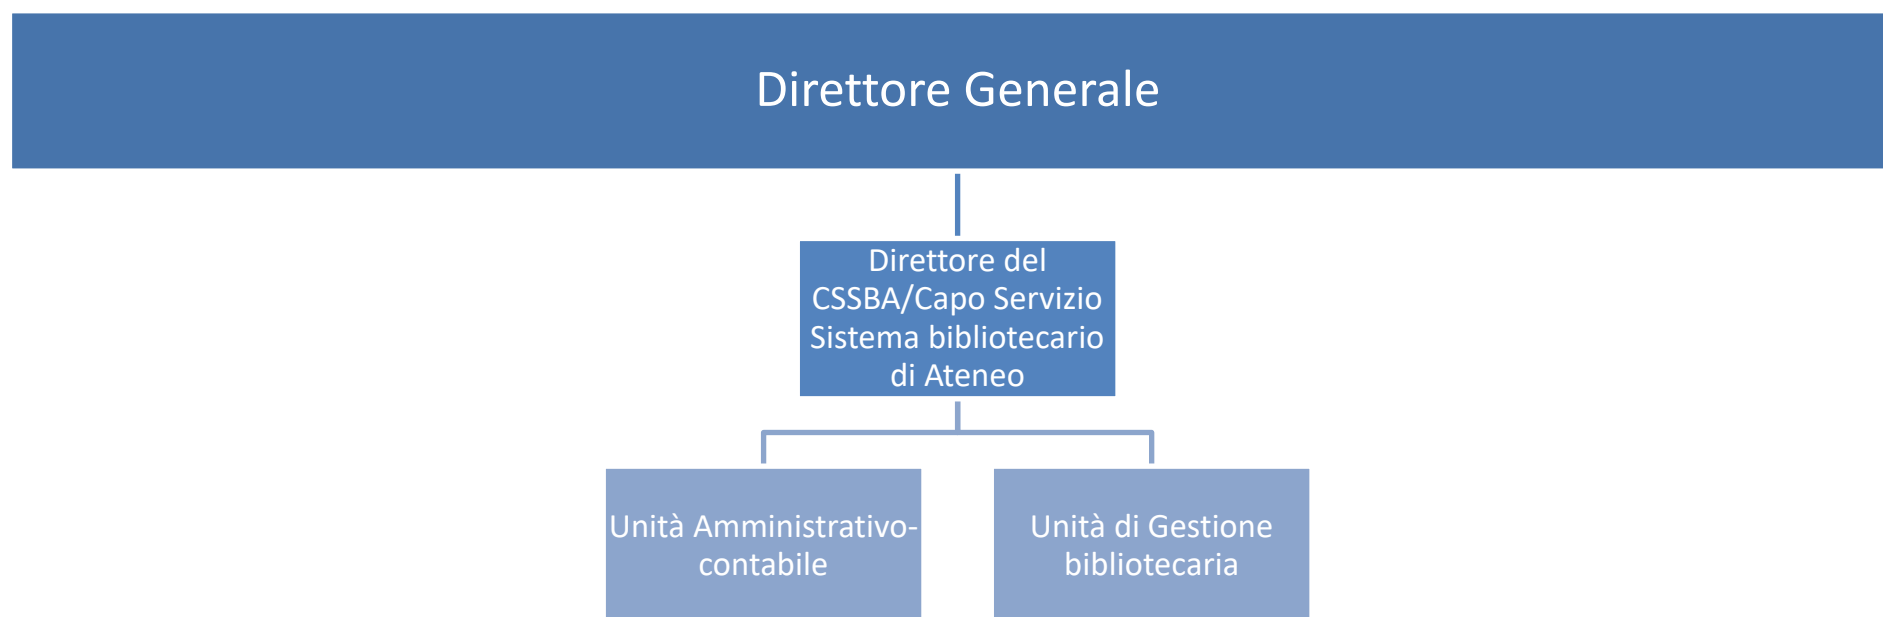 Direttore Generale
Direttore del
CSSBA/Capo Servizio
Sistema bibliotecario
di Ateneo
Unità Amministrativo-
contabile
Unità di Gestione
bibliotecaria